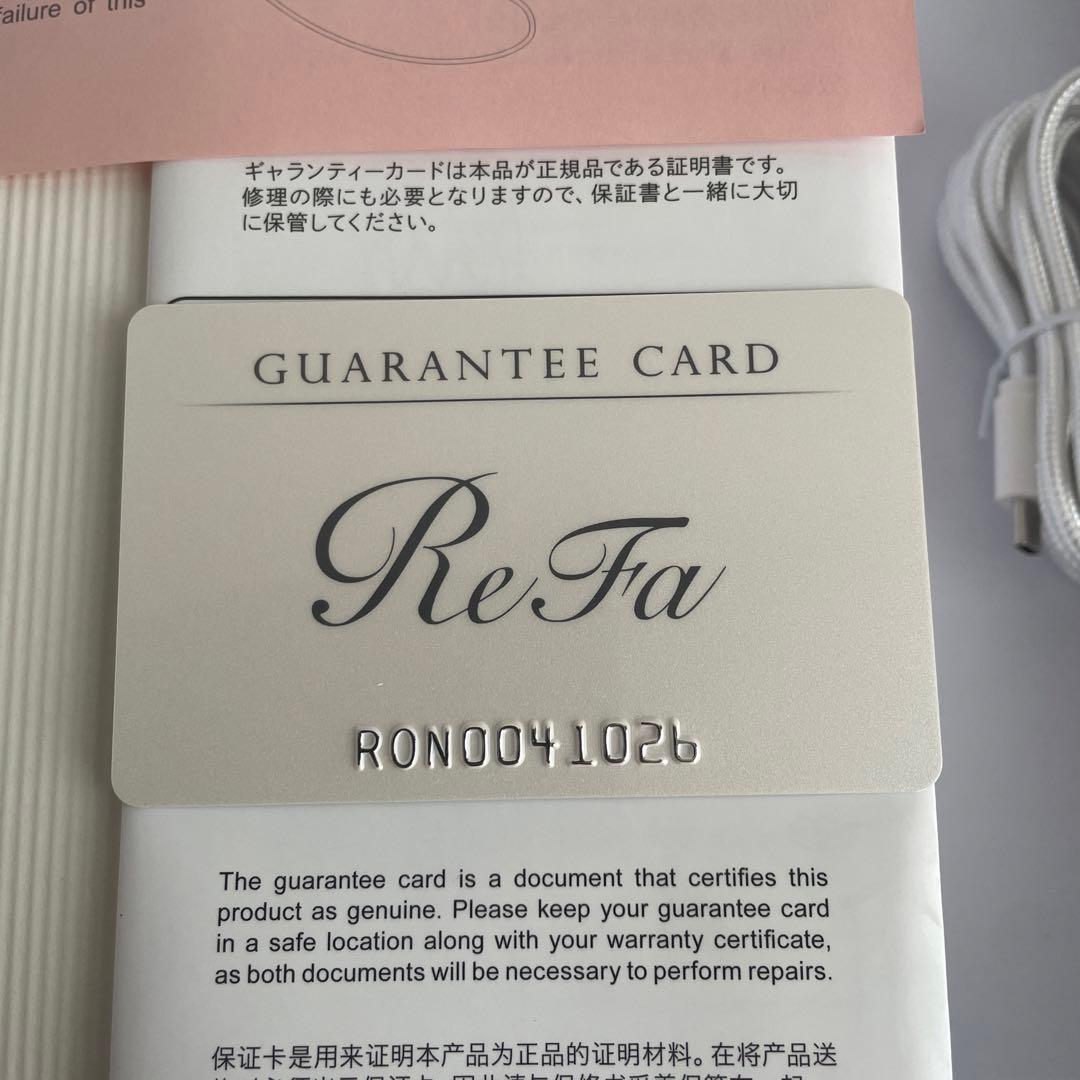 failure of this
ギャランティーカードは本品が正規品である証明書です。
修理の際にも必要となりますので、保証書と一緒に大切
に保管してください。
GUARANTEE CARD
ReFa
RON0041026
The guarantee card is a document that certifies this
product as genuine. Please keep your guarantee card
in a safe location along with your warranty certificate,
as both documents will be necessary to perform repairs.
保证卡是用来证明本产品为正品的证明材料。在将产品送